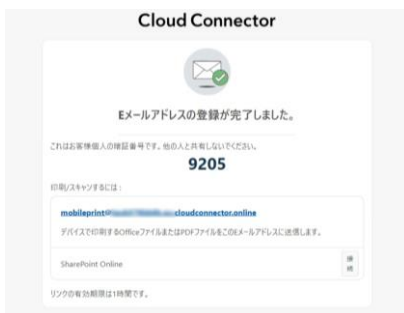 Cloud Connector
Eメールアドレスの登録が完了しました。
これはお客様個人の確証番号です。他の人と共有しないでください。
9205
印刷/スキャンするには：
mobileprint@ cloudconnector.online
デバイスで印刷するOfficeファイルまたはPDFファイルをこのEメールアドレスに送信します。
SharePoint Online
接続
リンクの有効期限は1時間です。